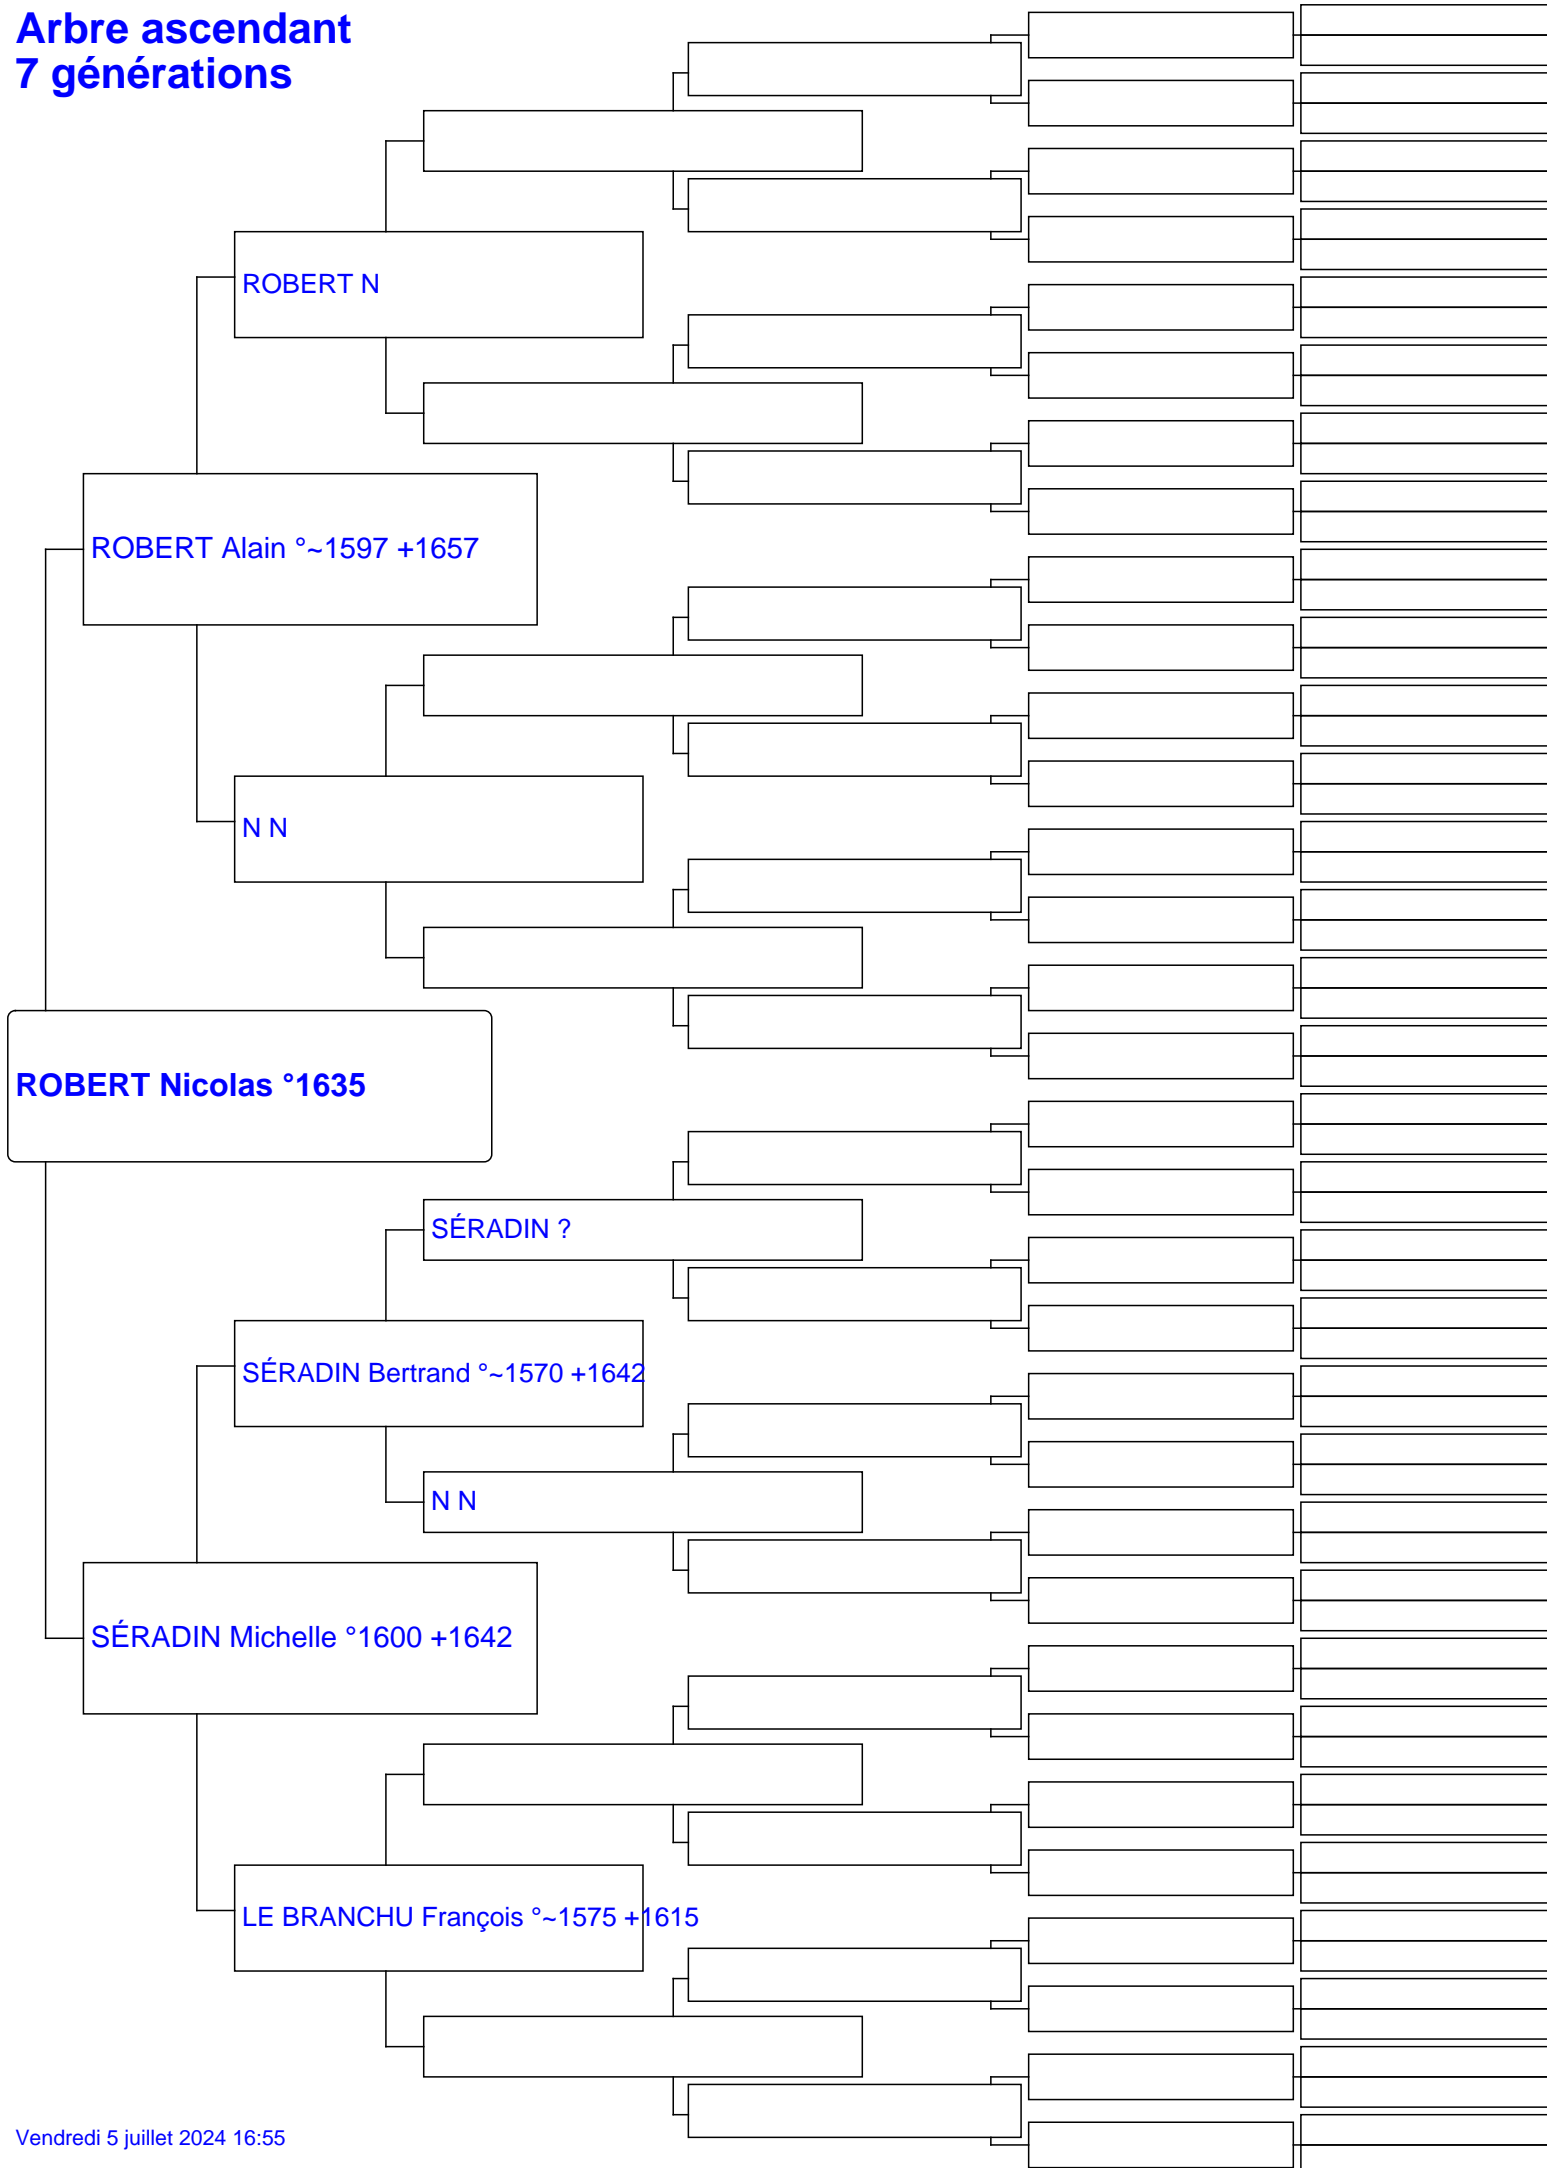 Arbre ascendant
7 générations
ROBERT N
ROBERT Alain °~1597 +1657
N N
ROBERT Nicolas °1635
SÉRADIN ?
SÉRADIN Bertrand °~1570 +1642
N N
SÉRADIN Michelle °1600 +1642
LE BRANCHU François °~1575 +1615
Vendredi 5 juillet 2024 16:55